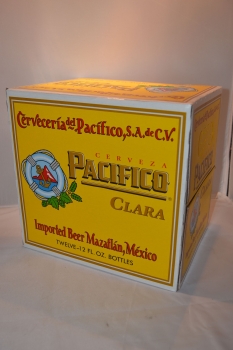 Cervecería del Pacífico, S.A. de C.V.
CERVEZA
PACIFICO
CLARA
Imported Beer Mazatlán, México
TWELVE-12 FL. OZ. BOTTLES